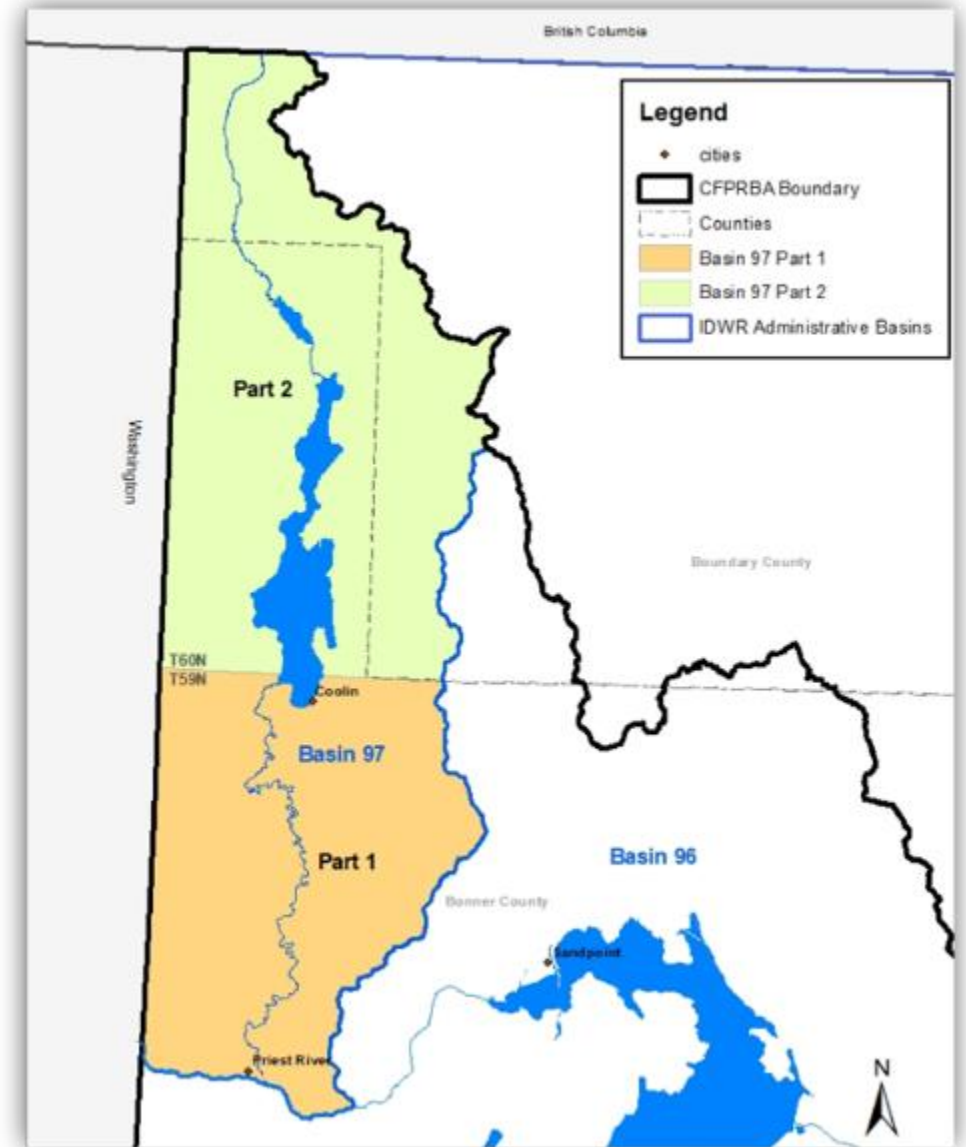 British Columbia
Legend
cities
CFPRBA Boundary
Counties
Basin 97 Part 1
Basin 97 Part 2
IDWR Administrative Basins
Part 2
Washington
Boundary County
T60N
T59N
Coolin
Basin 97
Part 1
Basin 96
Bonner County
Sandpoint
Priest River
N